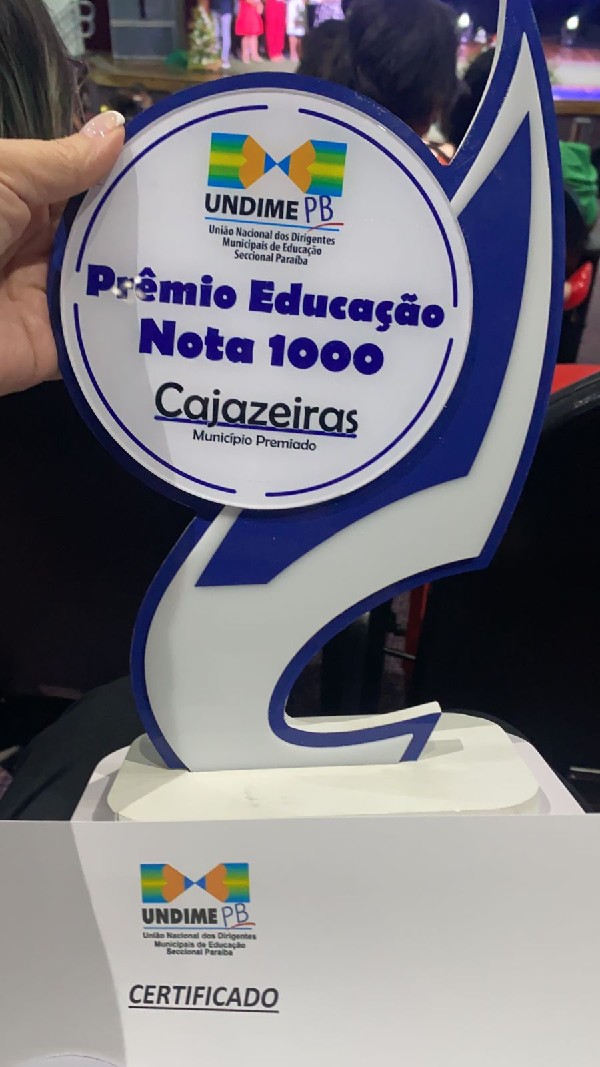 UNDIME PB
União Nacional dos Dirigentes
Municipais de Educação
Seccional Paraíba
Prêmio Educação
Nota 1000
Cajazeiras
Município Premiado
UNDIME PB
União Nacional dos Dirigentes
Municipais de Educação
Seccional Paraíba
CERTIFICADO